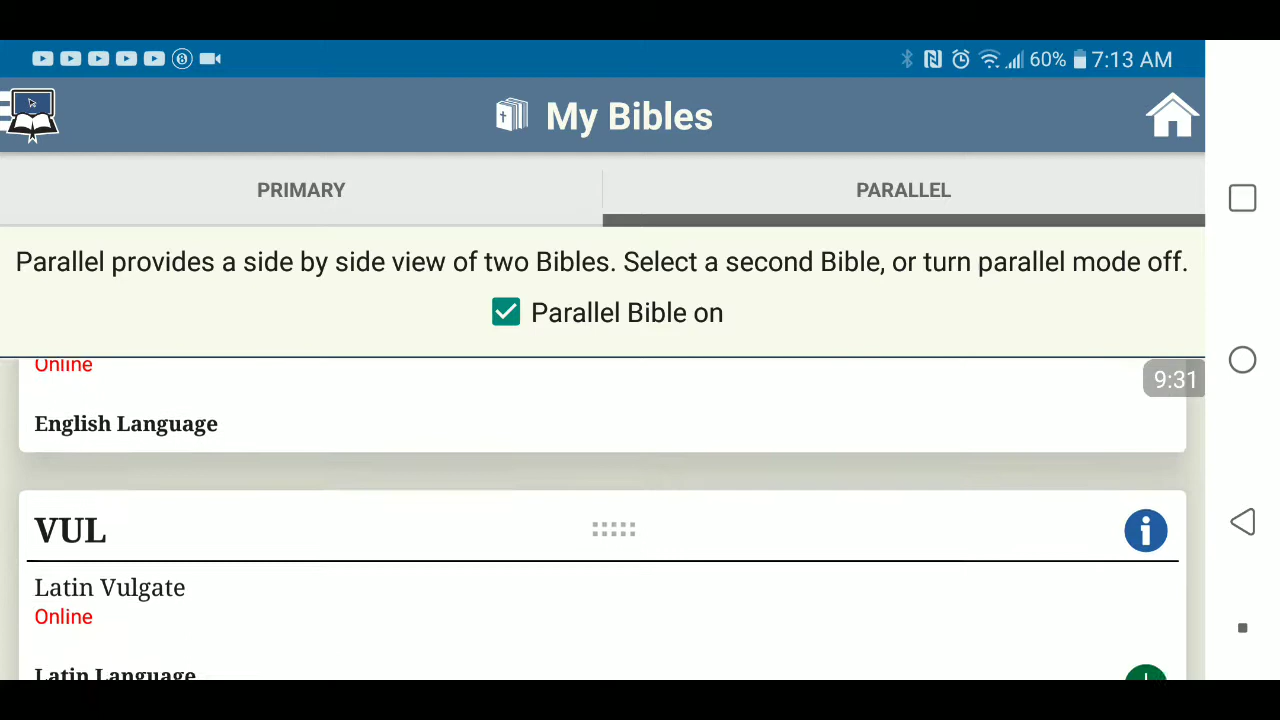 60% 7:13 AM
My Bibles
PRIMARY
PARALLEL
Parallel provides a side by side view of two Bibles. Select a second Bible, or turn parallel mode off.
Parallel Bible on
Online
9:31
English Language
VUL
Latin Vulgate
Online
Latin Language